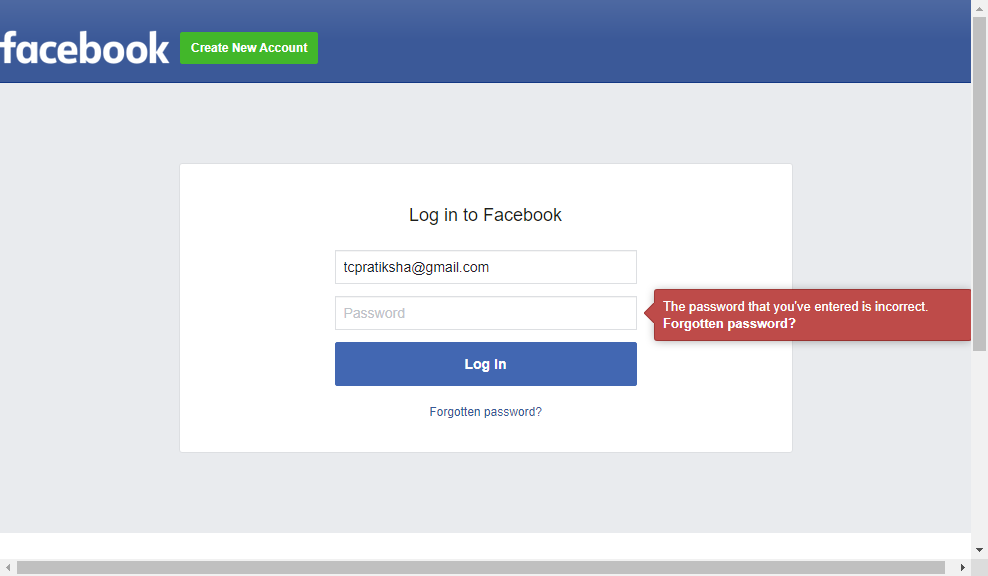 facebook
Create New Account
Log in to Facebook
tcpratiksha@gmail.com
Password
The password that you've entered is incorrect.
Forgotten password?
Log In
Forgotten password?